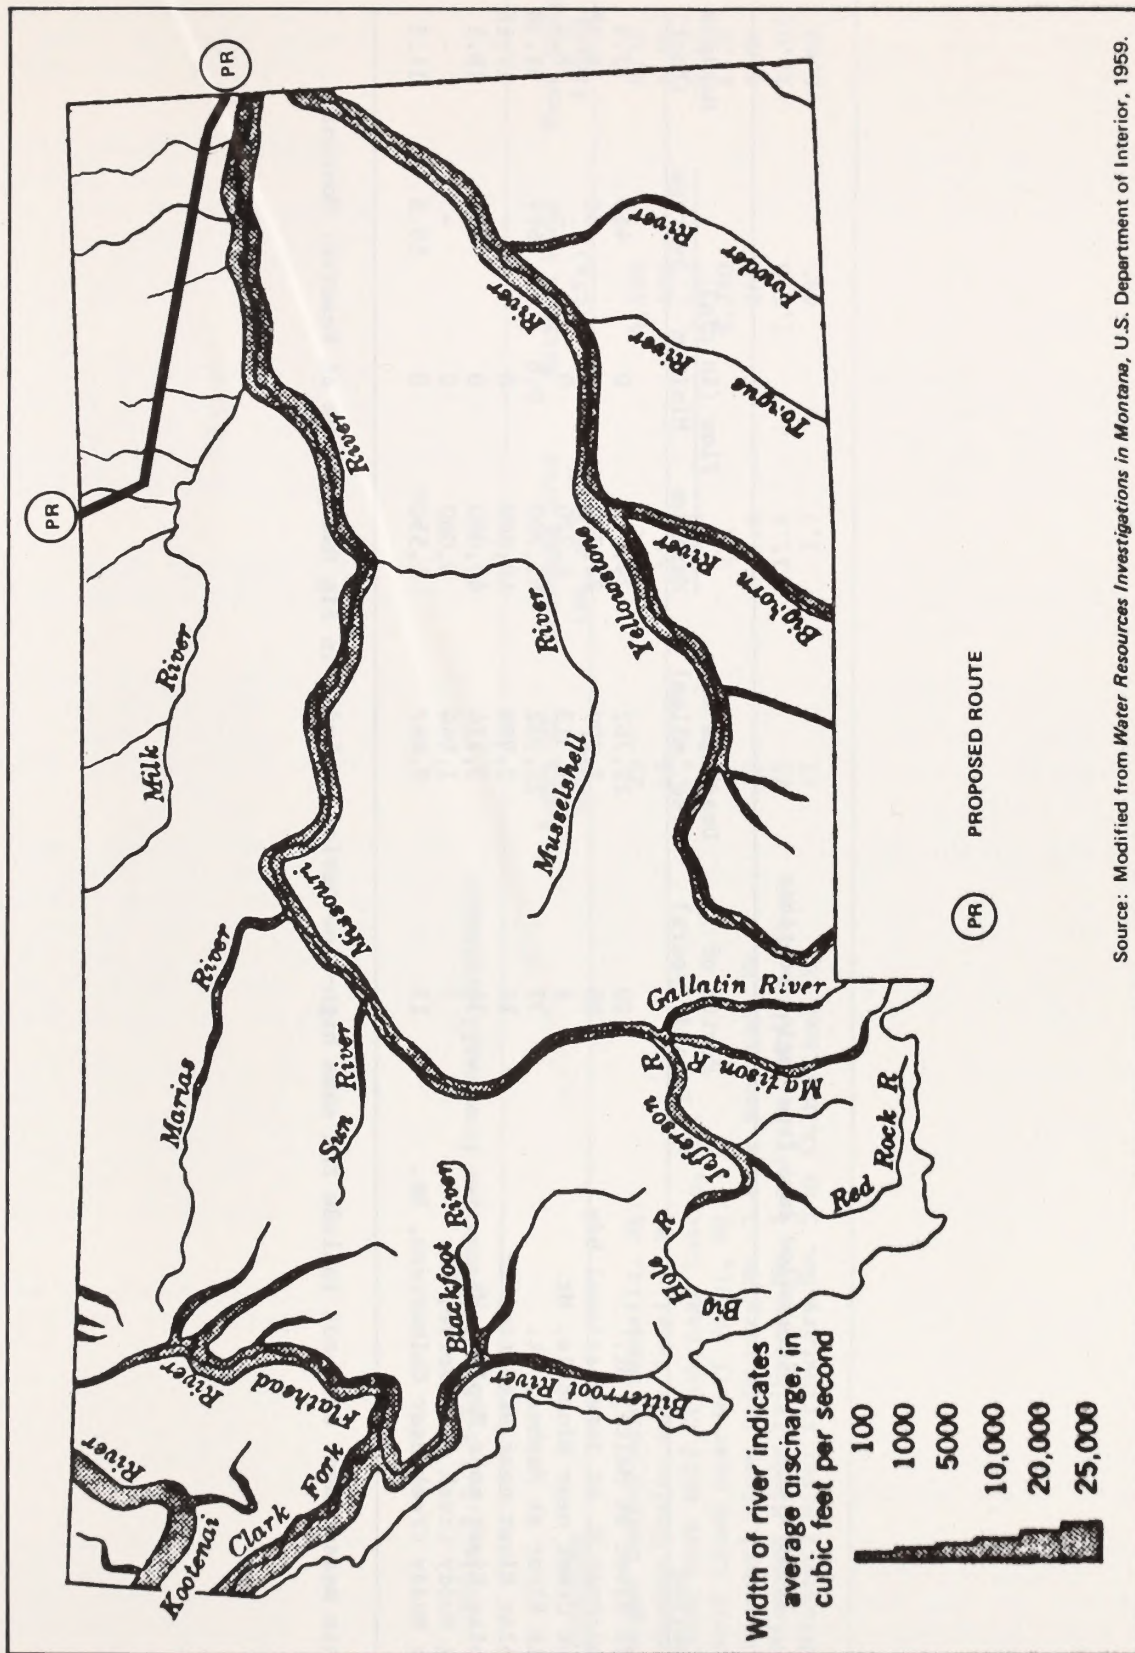 PR
PR
Kootenai
River
Clark Fork
Flathead
River
Blackfoot River
Bitterroot River
Marias River
Sun River
Milk River
Missouri
River
Musselshell River
Big Hole R
Jefferson R
Red Rock R
Madison R
Gallatin River
Yellowstone
River
Bighorn
River
Tongue River
Powder River
Width of river indicates
average discharge, in
cubic feet per second
100
1000
5000
10,000
20,000
25,000
PR PROPOSED ROUTE
Source: Modified from Water Resources Investigations in Montana, U.S. Department of Interior, 1959.